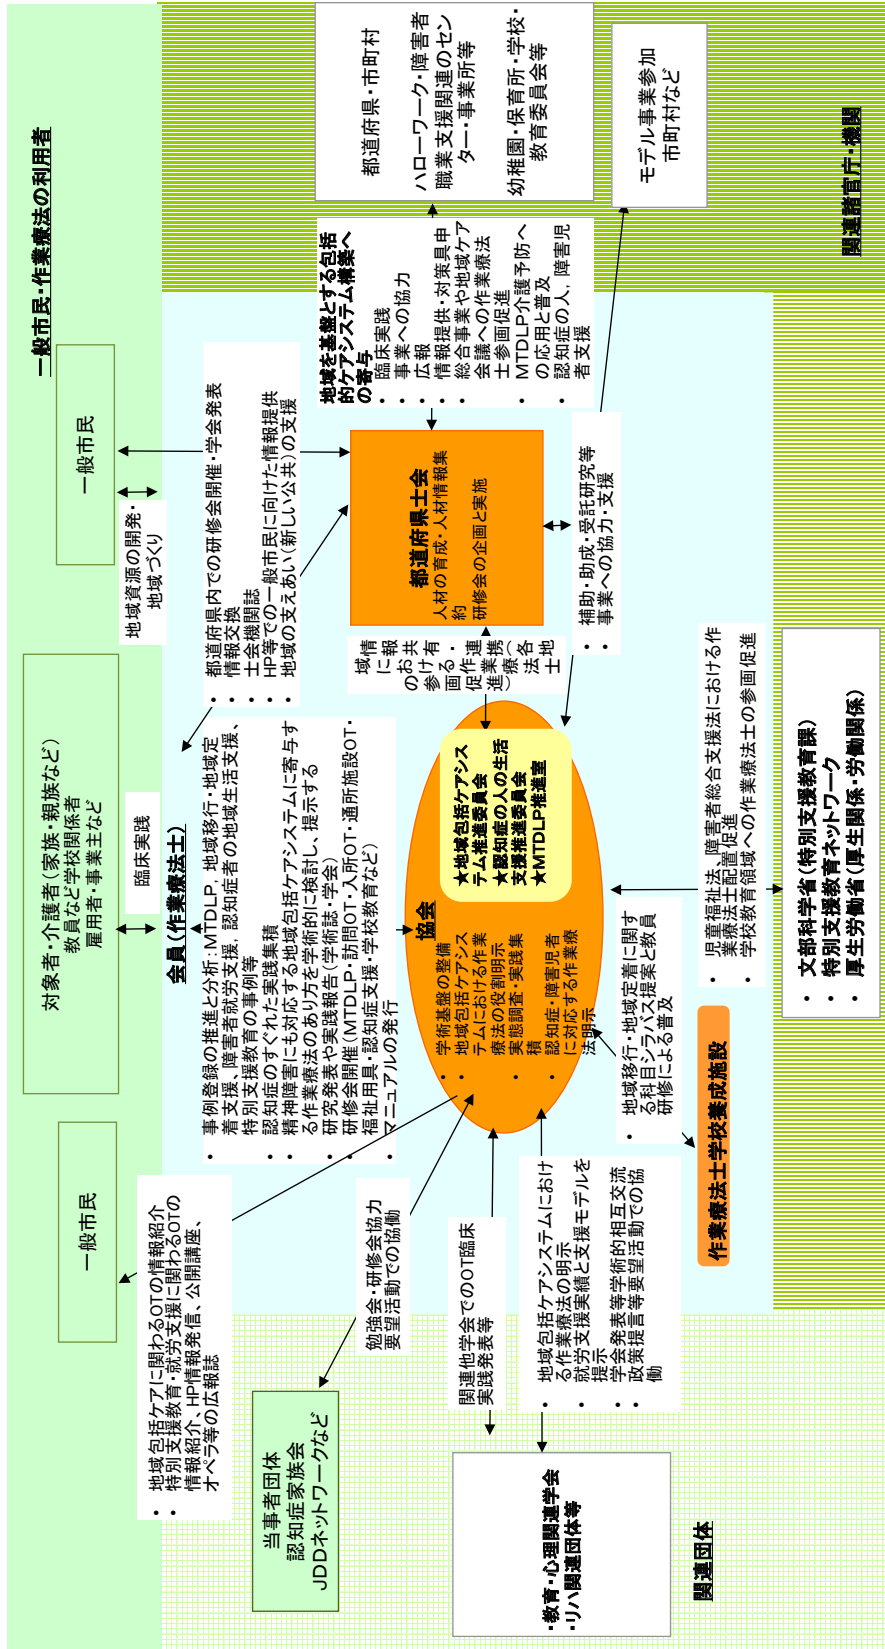 一般市民・作業療法の利用者
一般市民
対象者・介護者(家族・親族など)
教員など学校関係者
雇用者・事業主など
一般市民
地域資源の開発・
地域づくり
臨床実践
会員(作業療法士)
・ 地域包括ケアに関わるOTの情報紹介
・ 特別支援教育・就労支援に関わるOTの
情報紹介、HP情報発信、公開講座、
オペラ等の広報誌
・ 事例登録の推進と分析:MTDLP, 地域移行・地域定
着支援、障害者就労支援、認知症者の地域生活支援、
特別支援教育の事例等
・ 認知症のすぐれた実践集積
・ 精神障害にも対応する地域包括ケアシステムに寄与す
る作業療法のあり方を学術的に検討し、提示する
・ 研究発表や実践報告(学術誌・学会)
・ 研修会開催(MTDLP・訪問OT・入所OT・通所施設OT・
福祉用具・認知症支援・学校教育など)
・ マニュアルの発行
・ 都道府県内での研修会開催・学会発表
・ 情報交換
・ 士会機関誌
・ HP等での一般市民に向けた情報提供
・ 地域の支えあい(新しい公共)の支援
地域を基盤とする包括
的ケアシステム構築へ
の寄与
・ 臨床実践
・ 事業への協力
・ 広報
・ 情報提供・対策具申
・ 総合事業や地域ケア
会議への作業療法
士参画促進
・ MTDLP介護予防へ
の応用と普及
・ 認知症の人、障害児
者支援
都道府県・市町村
ハローワーク・障害者
職業支援関連のセン
ター・事業所等
幼稚園・保育所・学校・
教育委員会等
モデル事業参加
市町村など
関連諸官庁・機関
当事者団体
認知症家族会
JDDネットワークなど
勉強会・研修会協力
要望活動での協働
協会
・ 学術基盤の整備
・ 地域包括ケアシス
テムにおける作業
療法の役割明示
・ 実態調査・実践集
積
・ 認知症・障害児者
に対応する作業療
法明示
★地域包括ケアシス
テム推進委員会
★認知症の人の生活
支援推進委員会
★MTDLP推進室
情報共有・連携(各地
域における作業療法士
の参画促進)
都道府県士会
人材の育成・人材情報集
約
研修会の企画と実施
・ 補助・助成・受託研究等
・ 事業への協力・支援
関連他学会でのOT臨床
実践発表等
・ 地域包括ケアシステムにおけ
る作業療法の明示
・ 就労支援実績と支援モデルを
提示
・ 学会発表等学術的相互交流
・ 政策提言等要望活動での協
働
・教育・心理関連学会
・リハ関連団体等
関連団体
・ 地域移行・地域定着に関す
る科目シラバス提案と教員
研修による普及
作業療法士学校養成施設
・ 児童福祉法、障害者総合支援法における作
業療法士配置促進
・ 学校教育領域への作業療法士の参画促進
・ 文部科学省(特別支援教育課)
・ 特別支援教育ネットワーク
・ 厚生労働省(厚生関係・労働関係)